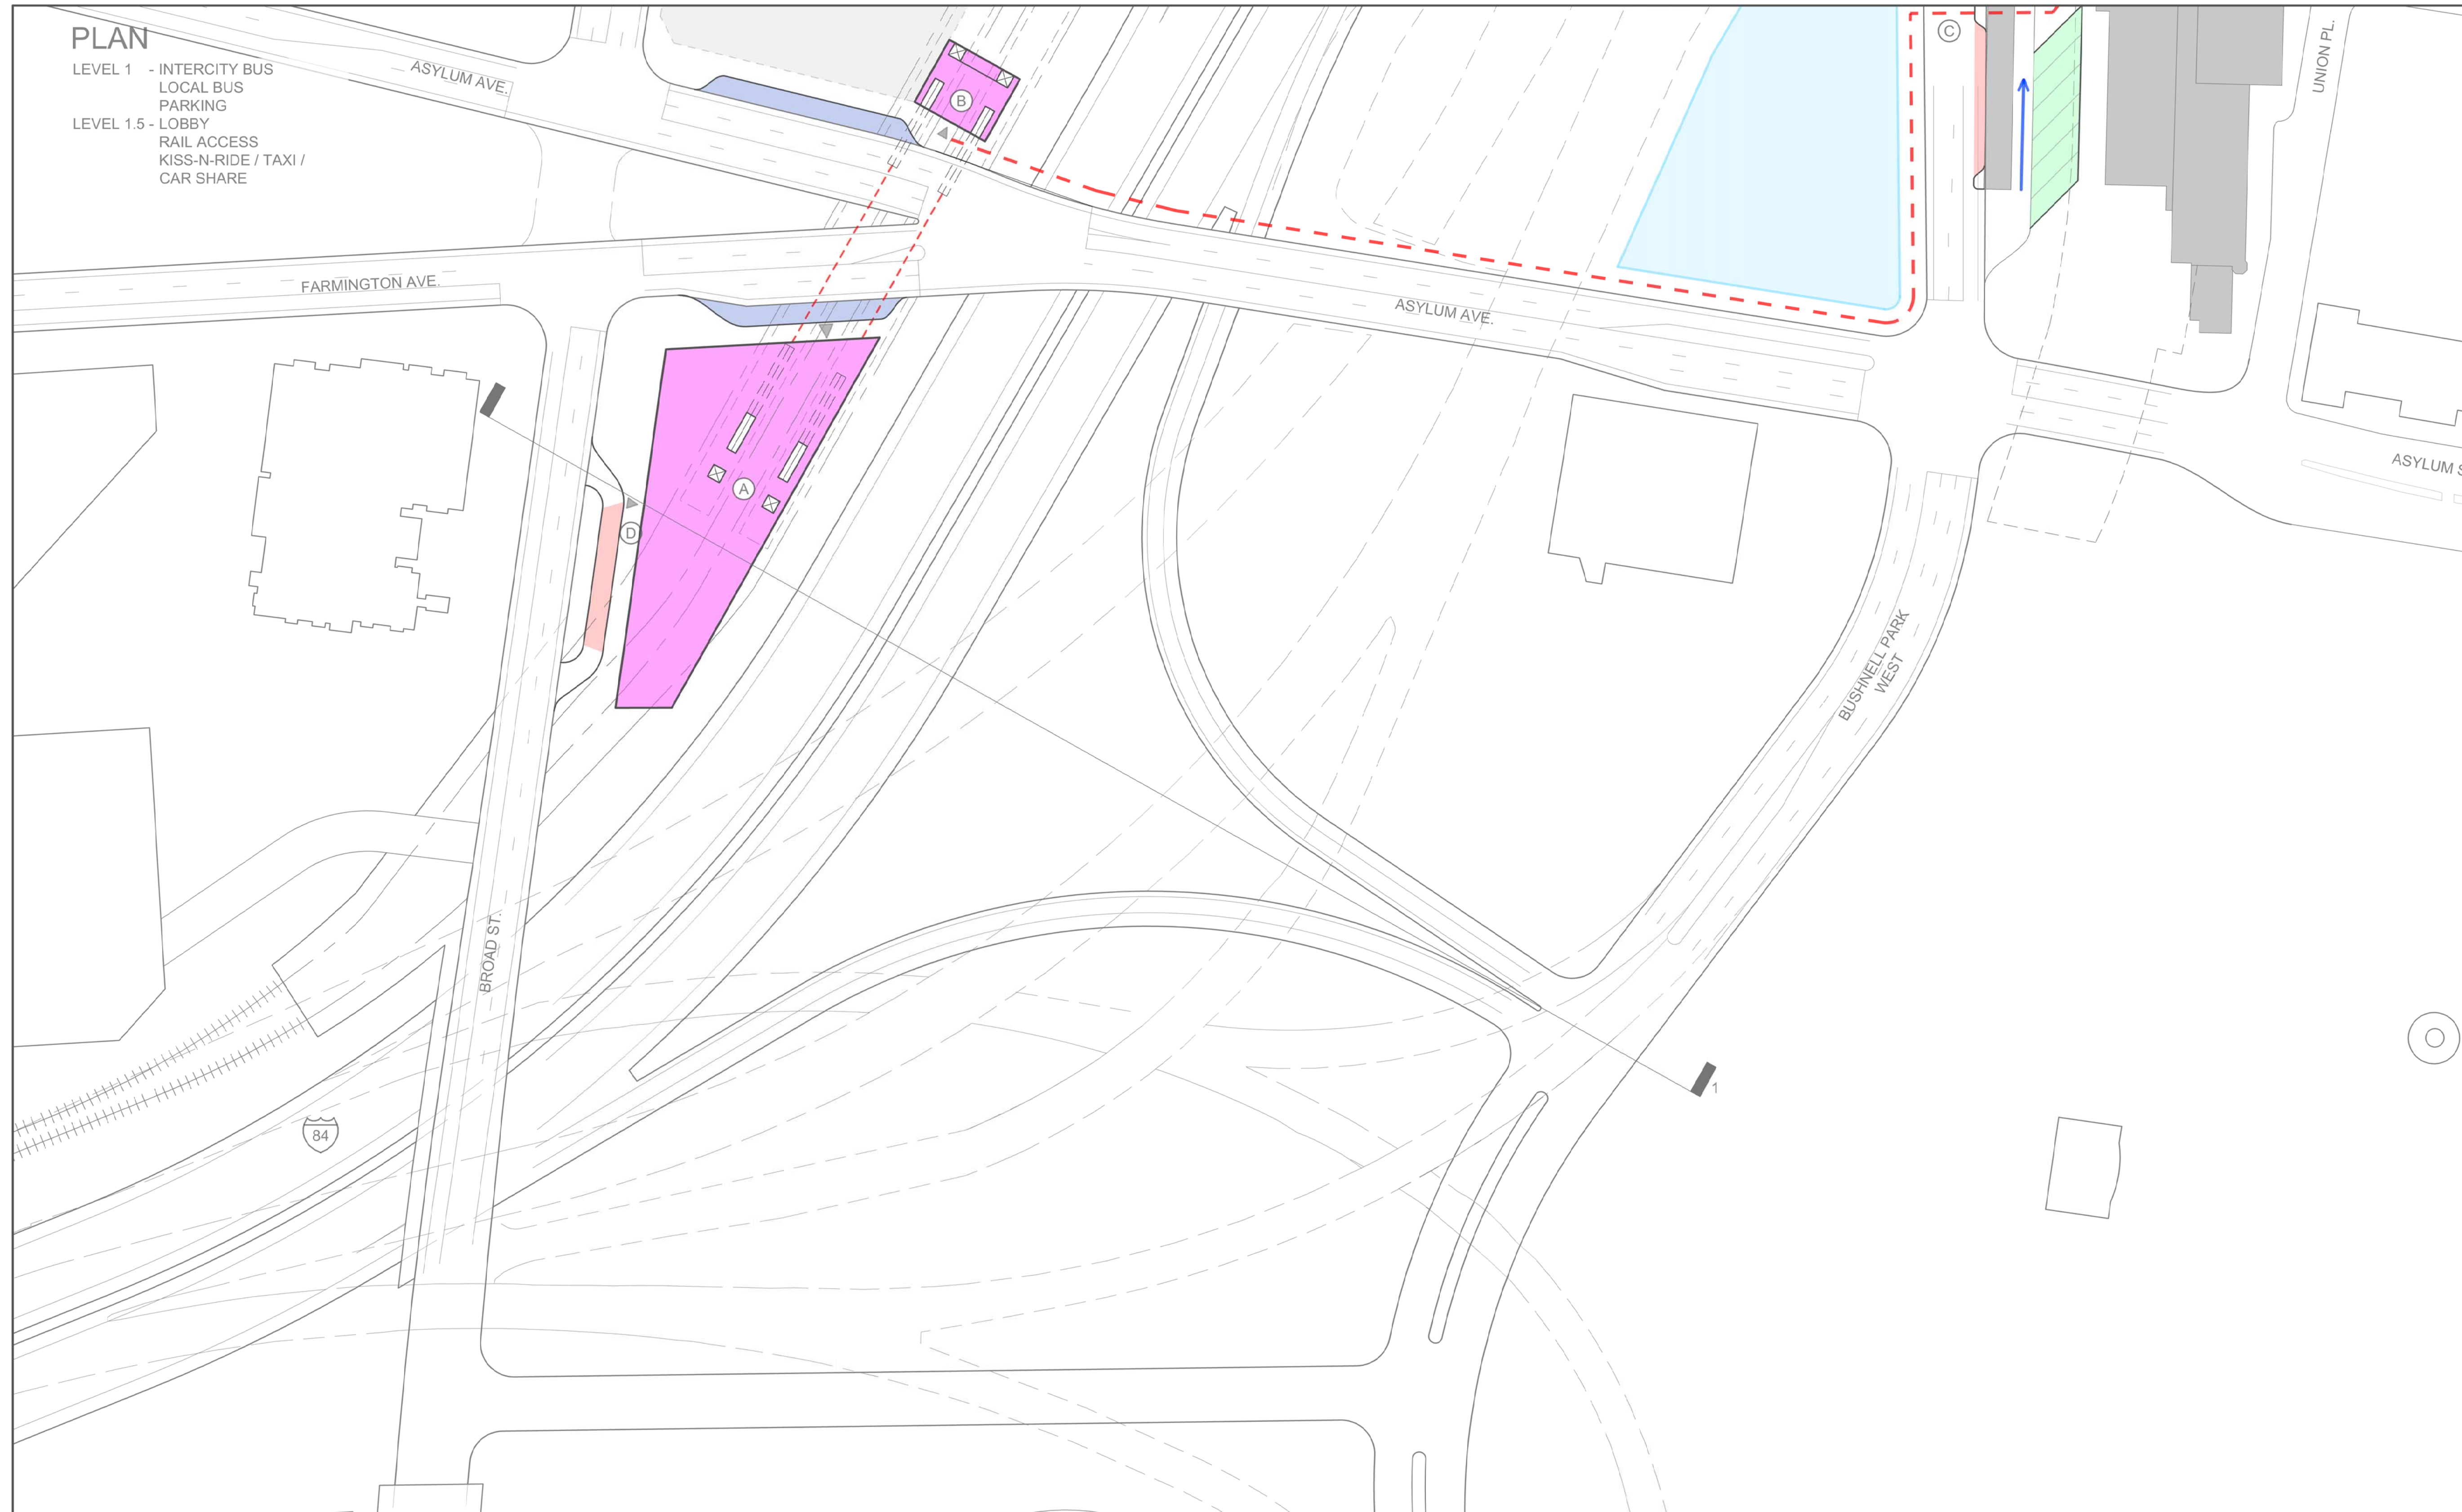 PLAN
LEVEL 1 - INTERCITY BUS
LOCAL BUS
PARKING
LEVEL 1.5 - LOBBY
RAIL ACCESS
KISS-N-RIDE / TAXI /
CAR SHARE
ASYLUM AVE.
B
C
UNION PL.
FARMINGTON AVE.
ASYLUM AVE.
ASYLUM S
A
D
BUSHNELL PARK
WEST
BROAD ST.
1
84